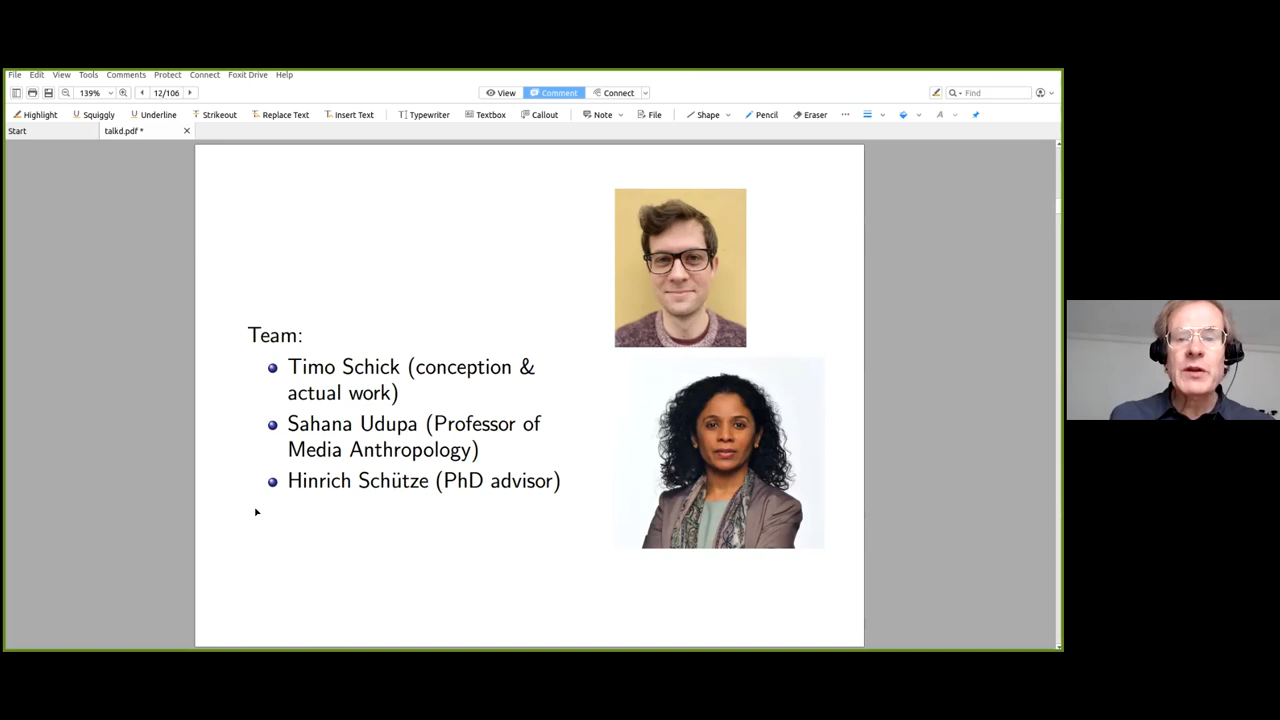 File Edit View Tools Comments Protect Connect Foxit Drive Help
139% 12/106 View Comment Connect Find
Highlight Squiggly Underline Strikeout Replace Text Insert Text Typewriter Textbox Callout Note File Shape Pencil Eraser
Start talkd.pdf *
Team:
Timo Schick (conception &
actual work)
Sahana Udupa (Professor of
Media Anthropology)
Hinrich Schütze (PhD advisor)